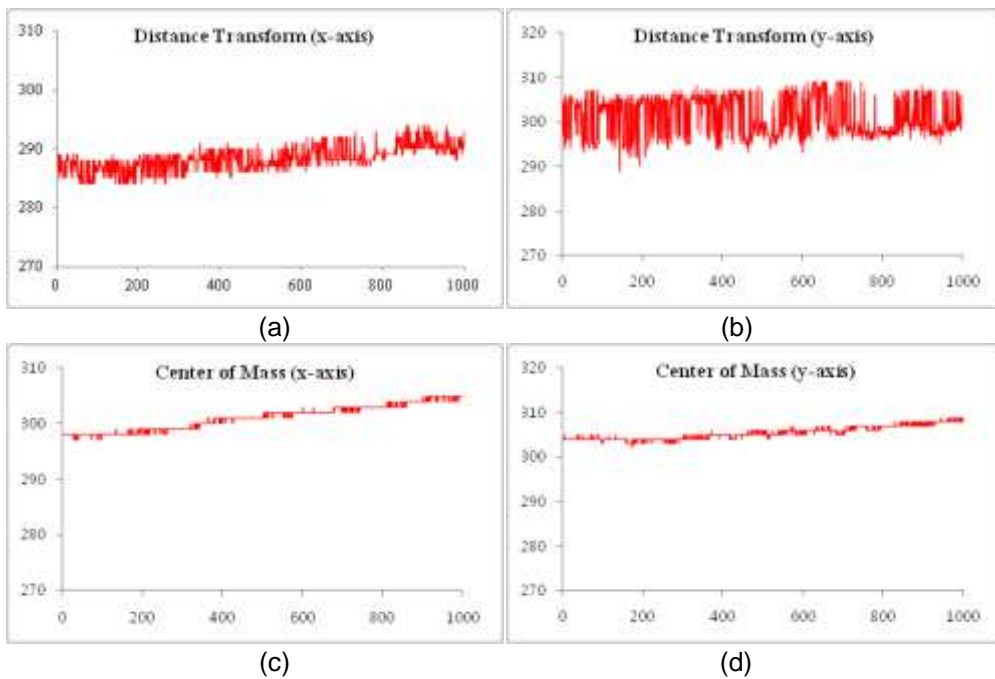 Distance Transform (x-axis)
310
300
290
280
270
0 200 400 600 800 1000
(a)
Distance Transform (y-axis)
320
310
300
290
280
270
0 200 400 600 800 1000
(b)
Center of Mass (x-axis)
310
300
290
280
270
0 200 400 600 800 1000
(c)
Center of Mass (y-axis)
320
310
300
290
280
270
0 200 400 600 800 1000
(d)